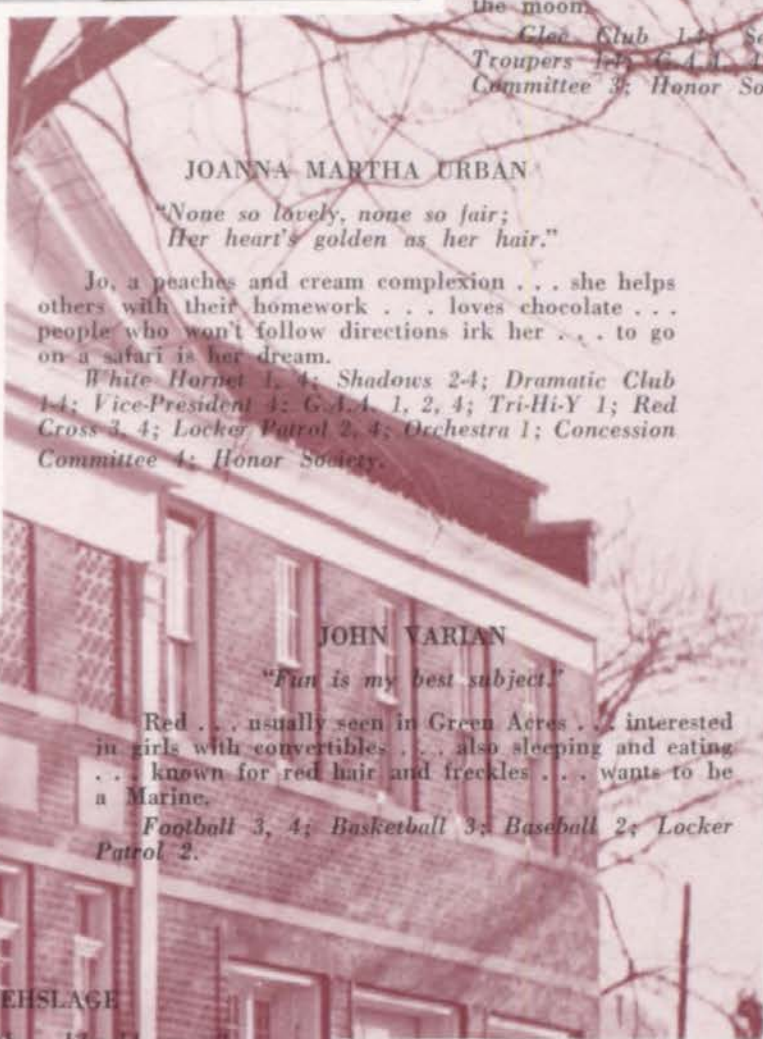 the moon.
Glee Club 1-4;
Troupers 1-4; G.A.A.
Committee 3; Honor
JOANNA MARTHA URBAN
"None so lovely, none so fair;
Her heart's golden as her hair."
Jo, a peaches and cream complexion . . . she helps
others with their homework . . . loves chocolate . . .
people who won't follow directions irk her . . . to go
on a safari is her dream.
White Hornet 1, 4; Shadows 2-4; Dramatic Club
1-4; Vice-President 4; G.A.A. 1, 2, 4; Tri-Hi-Y 1; Red
Cross 3, 4; Locker Patrol 2, 4; Orchestra 1; Concession
Committee 4; Honor Society.
JOHN VARIAN
"Fun is my best subject."
Red . . . usually seen in Green Acres . . . interested
in girls with convertibles . . . also sleeping and eating
. . . known for red hair and freckles . . . wants to be
a Marine.
Football 3, 4; Basketball 3; Baseball 2; Locker
Patrol 2.
EHSLAGE